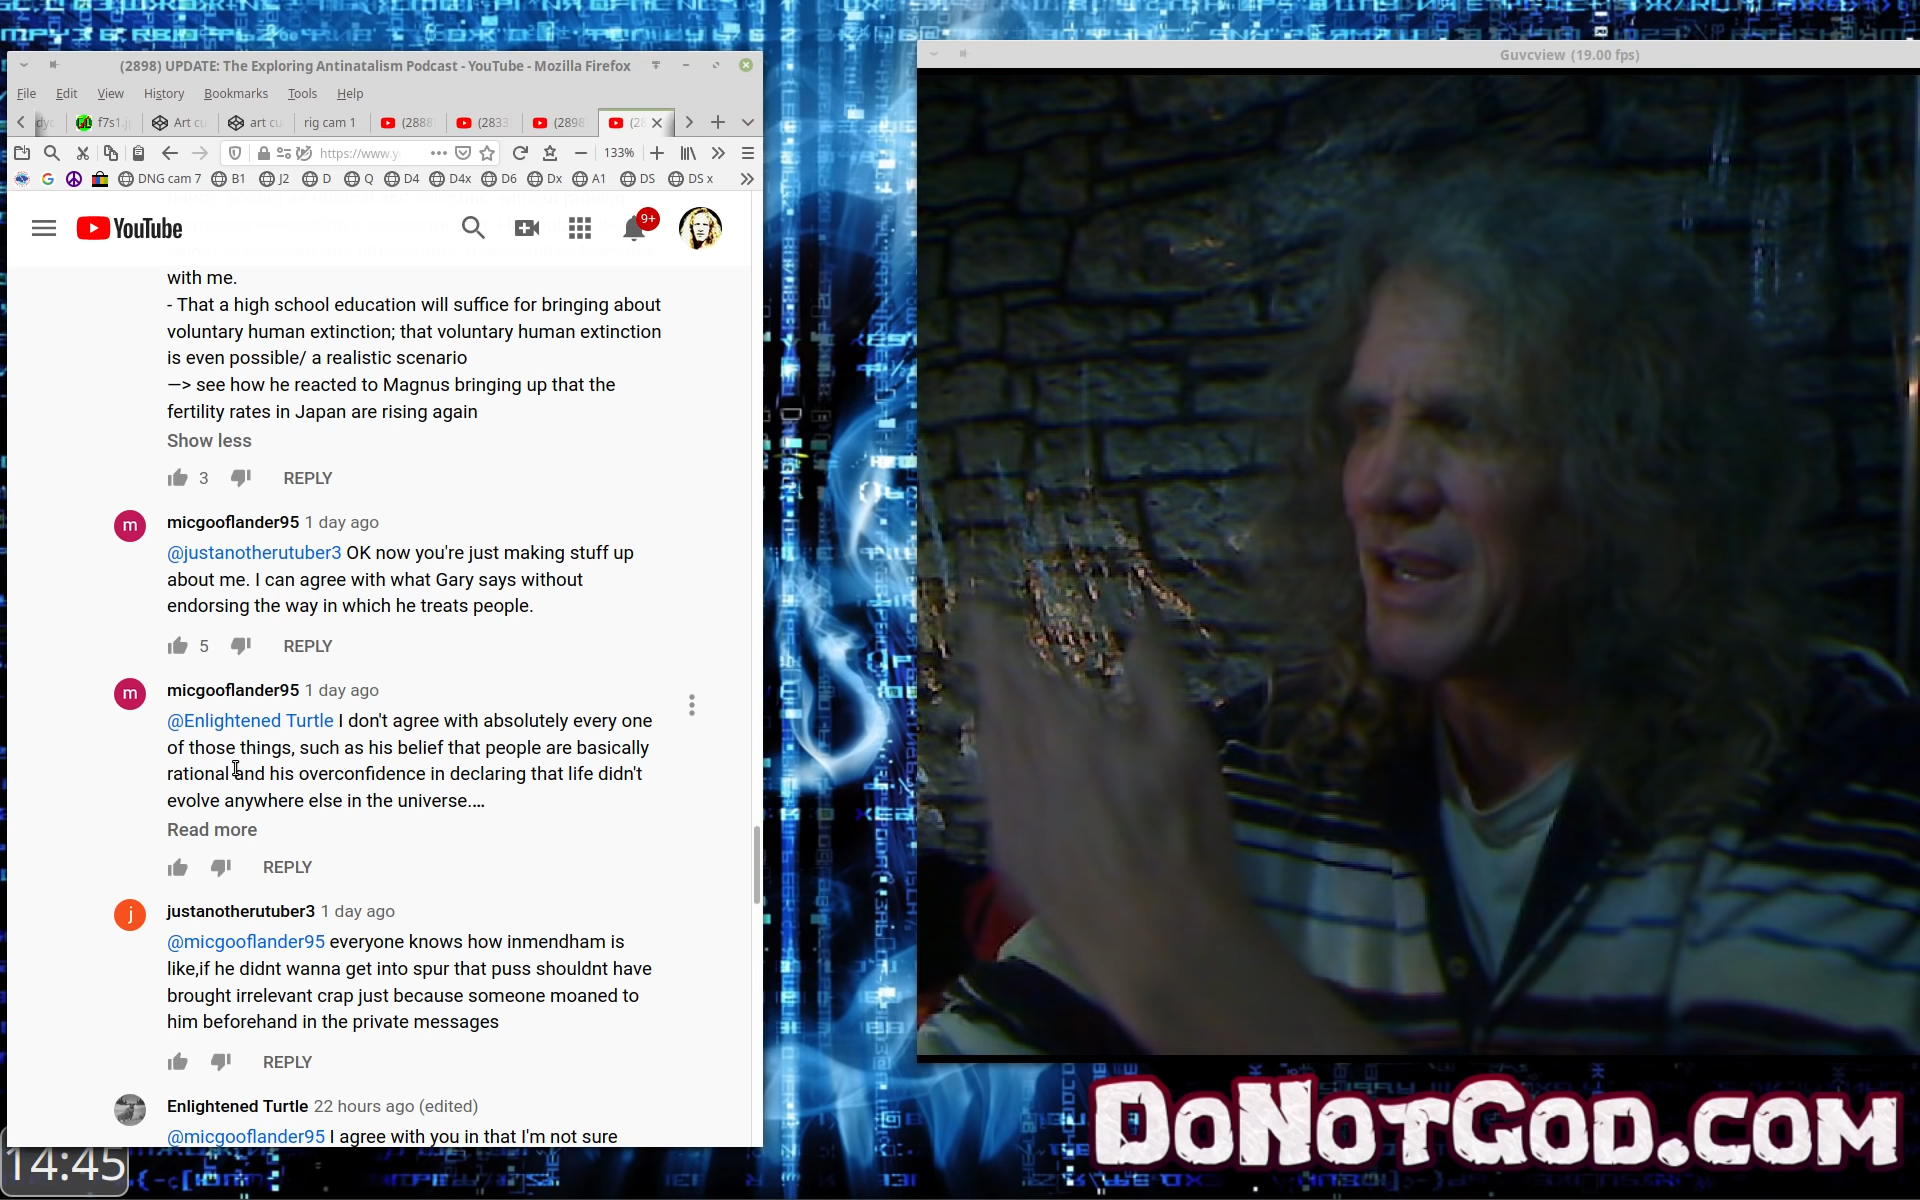 (2898) UPDATE: The Exploring Antinatalism Podcast - YouTube - Mozilla Firefox
File Edit View History Bookmarks Tools Help
f7s1.j Art cu art cu rig cam 1 (288 (283 (2898 (28
https://www.y 133%
DNG cam 7 B1 J2 D Q D4 D4x D6 Dx A1 DS DS x
YouTube 9+
with me.
- That a high school education will suffice for bringing about
voluntary human extinction; that voluntary human extinction
is even possible/ a realistic scenario
—> see how he reacted to Magnus bringing up that the
fertility rates in Japan are rising again
Show less
3 REPLY
m micgooflander95 1 day ago
@justanotherutuber3 OK now you're just making stuff up
about me. I can agree with what Gary says without
endorsing the way in which he treats people.
5 REPLY
m micgooflander95 1 day ago
@Enlightened Turtle I don't agree with absolutely every one
of those things, such as his belief that people are basically
rational and his overconfidence in declaring that life didn't
evolve anywhere else in the universe.…
Read more
REPLY
j justanotherutuber3 1 day ago
@micgooflander95 everyone knows how inmendham is
like,if he didnt wanna get into spur that puss shouldnt have
brought irrelevant crap just because someone moaned to
him beforehand in the private messages
REPLY
Enlightened Turtle 22 hours ago (edited)
@micgooflander95 I agree with you in that I'm not sure
14:45
Guvcview (19.00 fps)
DoNotGod.com